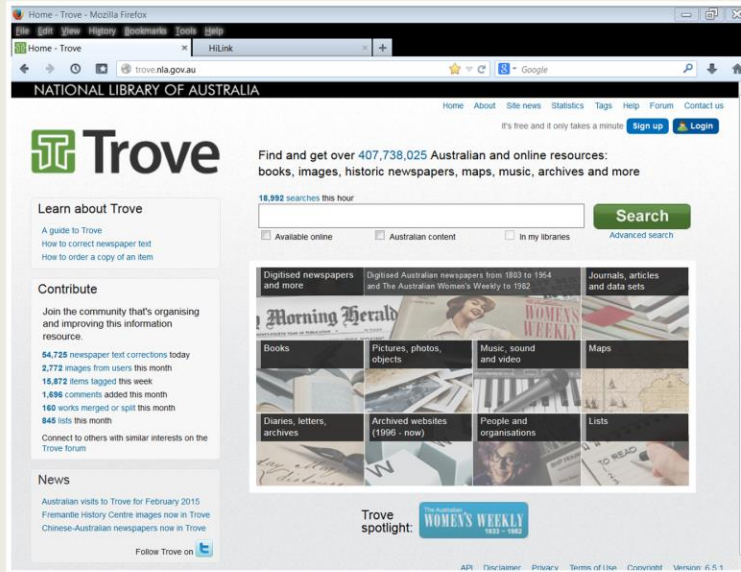 Home - Trove - Mozilla Firefox
File Edit View History Bookmarks Tools Help
Home - Trove × HiLink × +
trove.nla.gov.au Google
NATIONAL LIBRARY OF AUSTRALIA
Home About Site news Statistics Tags Help Forum Contact us
It's free and it only takes a minute Sign up Login
Trove
Find and get over 407,738,025 Australian and online resources:
books, images, historic newspapers, maps, music, archives and more
18,992 searches this hour
Search
Available online Australian content In my libraries Advanced search
Learn about Trove
A guide to Trove
How to correct newspaper text
How to order a copy of an item
Contribute
Join the community that's organising
and improving this information
resource.
54,725 newspaper text corrections today
2,772 images from users this month
15,872 items tagged this week
1,696 comments added this month
160 works merged or split this month
845 lists this month
Connect to others with similar interests on the
Trove forum
News
Australian visits to Trove for February 2015
Fremantle History Centre images now in Trove
Chinese-Australian newspapers now in Trove
Follow Trove on
Digitised newspapers
and more
Digitised Australian newspapers from 1803 to 1954
and The Australian Women's Weekly to 1982
Journals, articles
and data sets
Morning Herald
WOMEN'S
WEEKLY
Books
Pictures, photos,
objects
Music, sound
and video
Maps
Diaries, letters,
archives
Archived websites
(1996 - now)
People and
organisations
Lists
W
TO READ
Trove
spotlight:
The Australian
WOMEN'S WEEKLY
1933 - 1982
API Disclaimer Privacy Terms of Use Copyright Version: 6.5.1